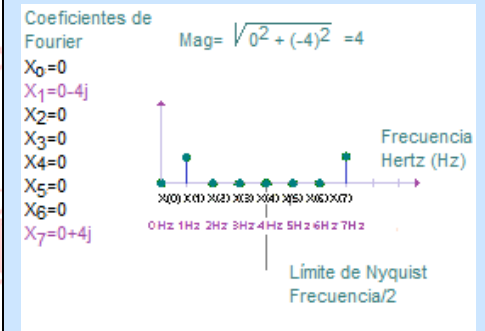 Coeficientes de
Fourier
Mag= √0² + (-4)² =4
X₀=0
X₁=0-4j
X₂=0
X₃=0
X4=0
X₅=0
X₆=0
X₇=0+4j
Frecuencia
Hertz (Hz)
X(0) X(1) X(2) X(3) X(4) X(5) X(6) X(7)
0Hz 1Hz 2Hz 3Hz 4Hz 5Hz 6Hz 7Hz
Límite de Nyquist
Frecuencia/2